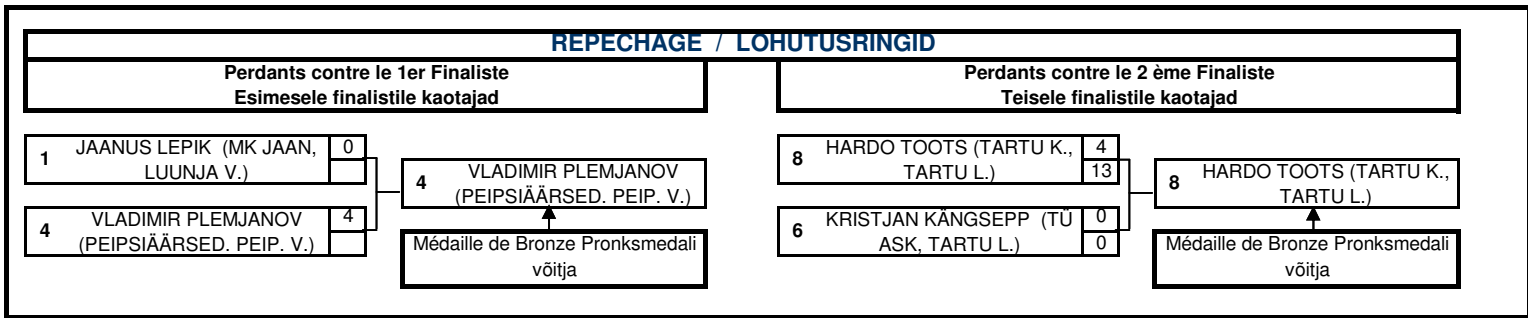 REPECHAGE / LOHUTUSRINGID
Perdants contre le 1er Finaliste
Esimesele finalistile kaotajad
Perdants contre le 2 ème Finaliste
Teisele finalistile kaotajad
1 JAANUS LEPIK (MK JAAN, 0
LUUNJA V.)
4 VLADIMIR PLEMJANOV 4
(PEIPSIÄÄRSED. PEIP. V.)
4 VLADIMIR PLEMJANOV
(PEIPSIÄÄRSED. PEIP. V.)
Médaille de Bronze Pronksmedali
võitja
8 HARDO TOOTS (TARTU K., 4
TARTU L.) 13
6 KRISTJAN KÄNGSEPP (TÜ 0
ASK, TARTU L.) 0
8 HARDO TOOTS (TARTU K.,
TARTU L.)
Médaille de Bronze Pronksmedali
võitja